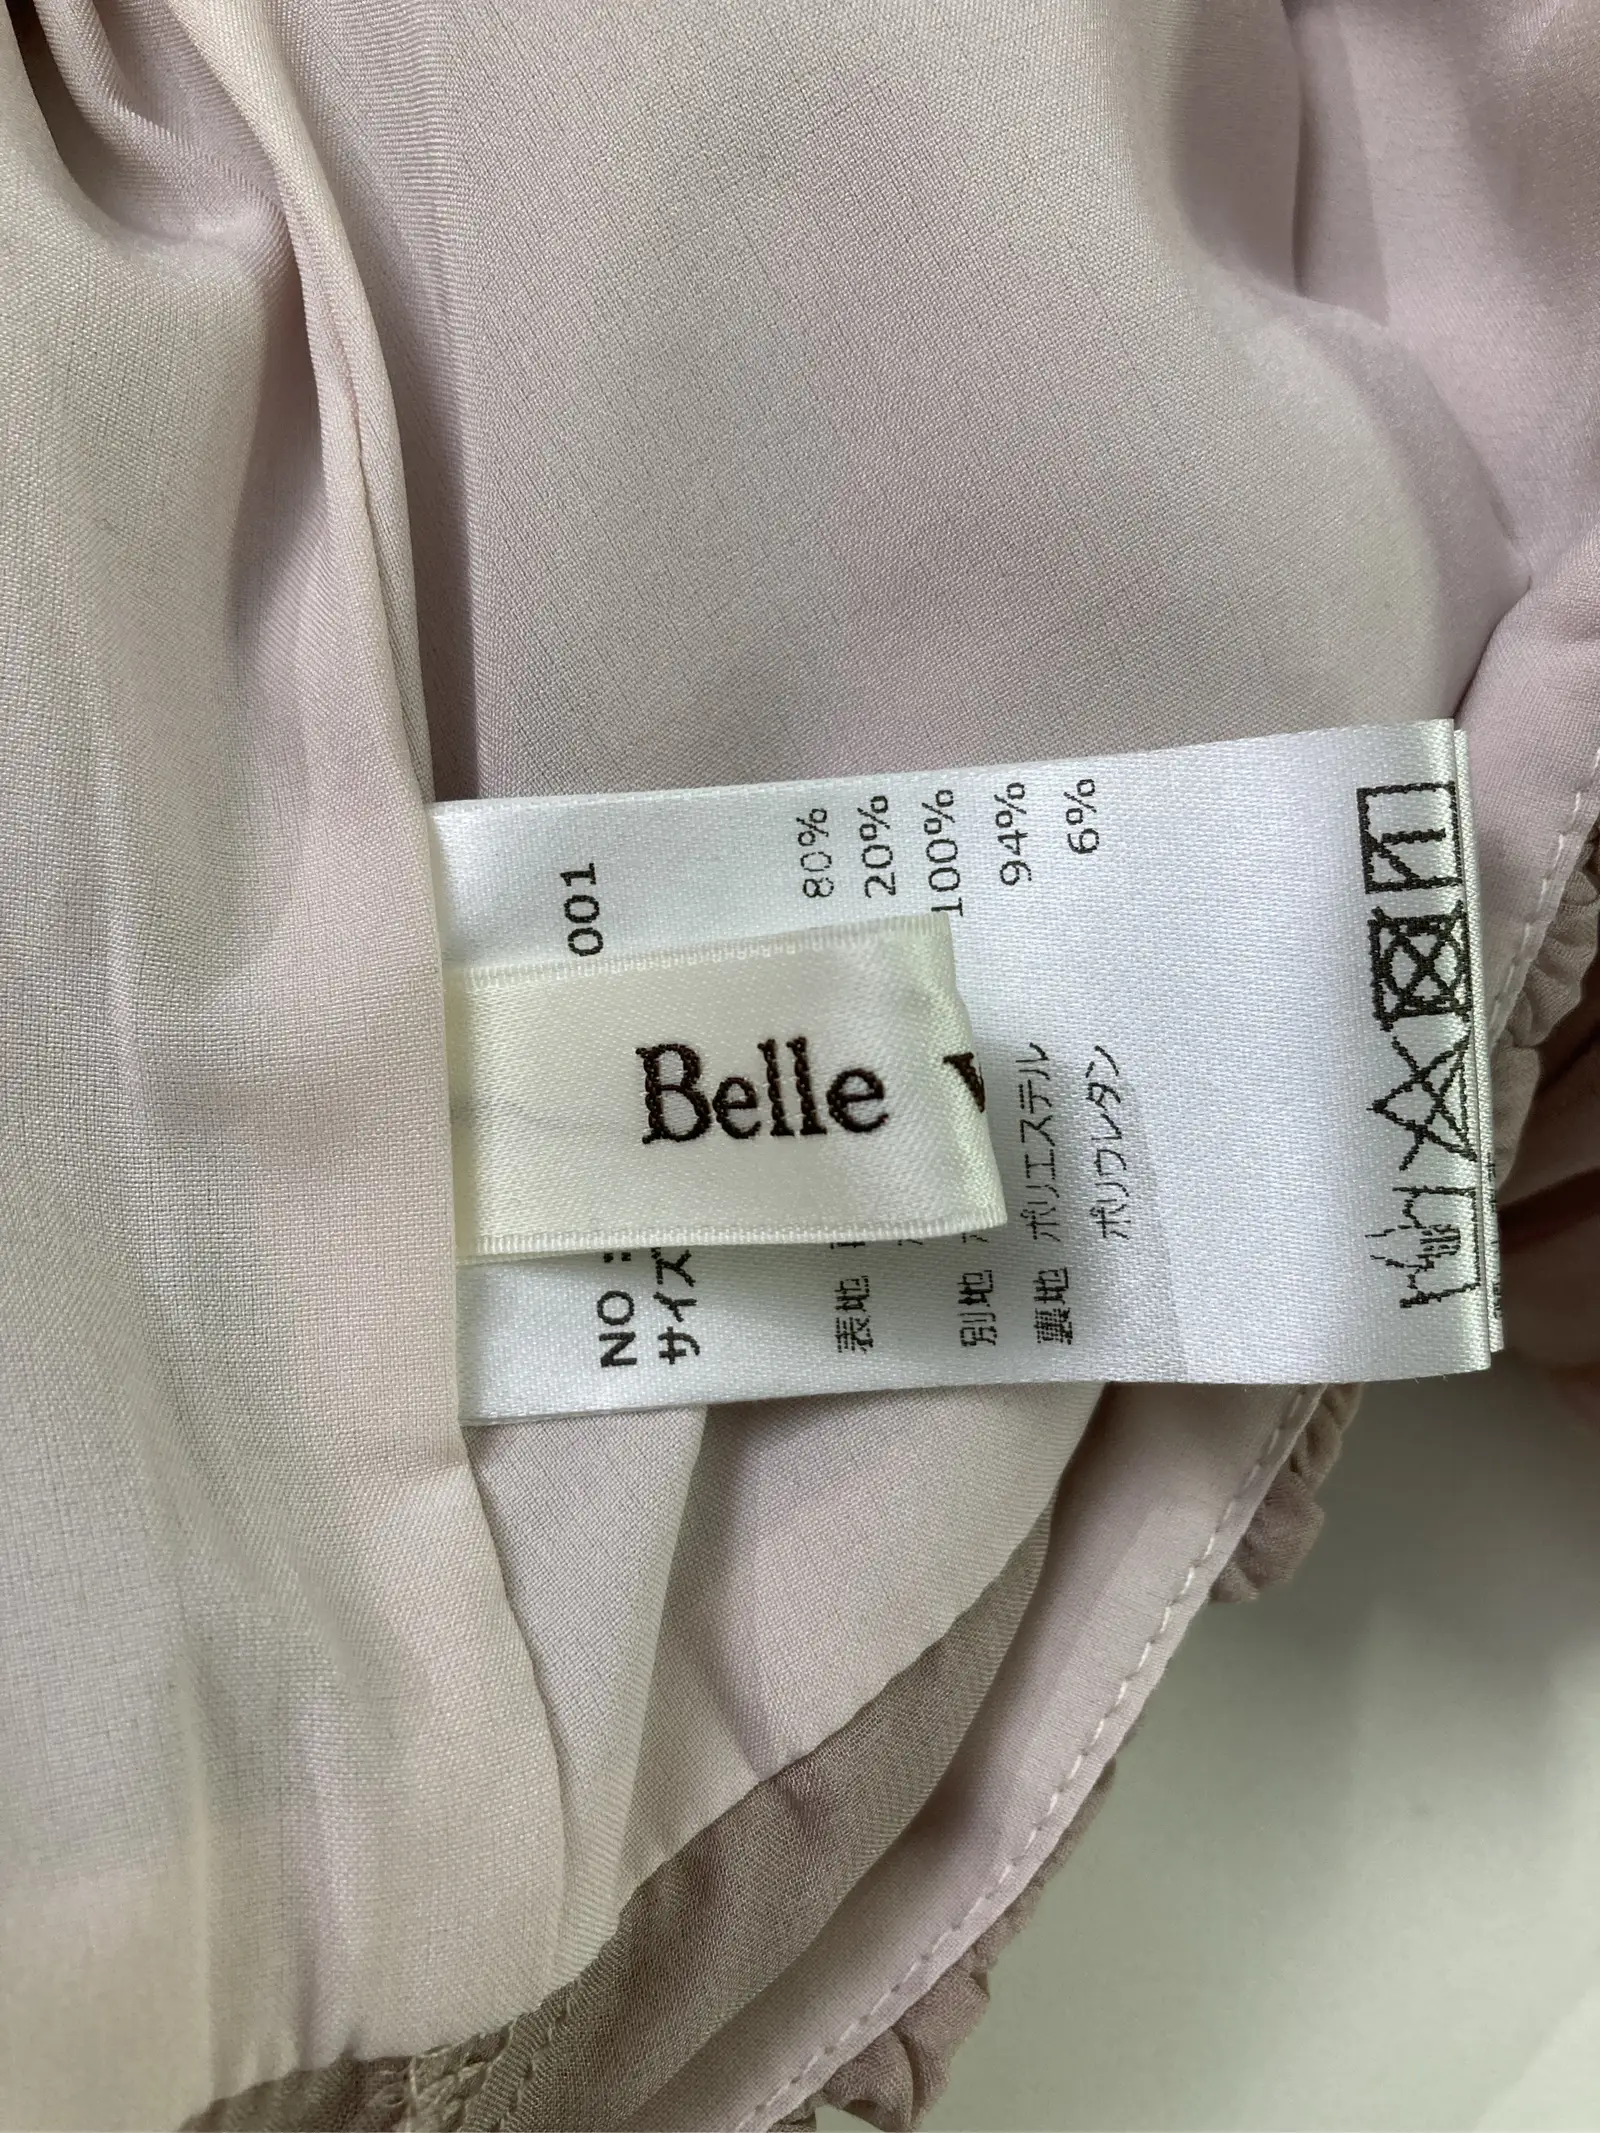 Belle
NO :
001
サイズ
表地
80%
20%
別地
100%
裏地
ポリエステル
94%
ポリウレタン
6%